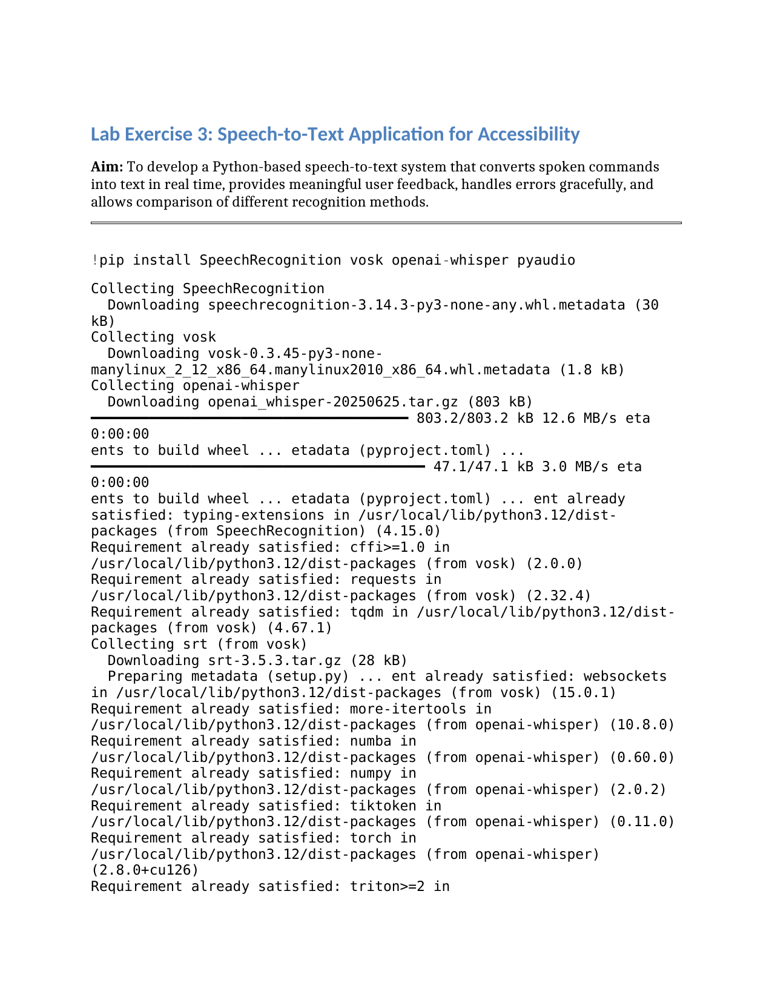 Lab Exercise 3: Speech-to-Text Application for Accessibility
Aim: To develop a Python-based speech-to-text system that converts spoken commands
into text in real time, provides meaningful user feedback, handles errors gracefully, and
allows comparison of different recognition methods.
!pip install SpeechRecognition vosk openai-whisper pyaudio
Collecting SpeechRecognition
  Downloading speechrecognition-3.14.3-py3-none-any.whl.metadata (30
kB)
Collecting vosk
  Downloading vosk-0.3.45-py3-none-
manylinux_2_12_x86_64.manylinux2010_x86_64.whl.metadata (1.8 kB)
Collecting openai-whisper
  Downloading openai_whisper-20250625.tar.gz (803 kB)
━━━━━━━━━━━━━━━━━━━━━━━━━━━━━━━━━━━━━━ 803.2/803.2 kB 12.6 MB/s eta
0:00:00
ents to build wheel ... etadata (pyproject.toml) ...
━━━━━━━━━━━━━━━━━━━━━━━━━━━━━━━━━━━━━━━━ 47.1/47.1 kB 3.0 MB/s eta
0:00:00
ents to build wheel ... etadata (pyproject.toml) ... ent already
satisfied: typing-extensions in /usr/local/lib/python3.12/dist-
packages (from SpeechRecognition) (4.15.0)
Requirement already satisfied: cffi>=1.0 in
/usr/local/lib/python3.12/dist-packages (from vosk) (2.0.0)
Requirement already satisfied: requests in
/usr/local/lib/python3.12/dist-packages (from vosk) (2.32.4)
Requirement already satisfied: tqdm in /usr/local/lib/python3.12/dist-
packages (from vosk) (4.67.1)
Collecting srt (from vosk)
  Downloading srt-3.5.3.tar.gz (28 kB)
  Preparing metadata (setup.py) ... ent already satisfied: websockets
in /usr/local/lib/python3.12/dist-packages (from vosk) (15.0.1)
Requirement already satisfied: more-itertools in
/usr/local/lib/python3.12/dist-packages (from openai-whisper) (10.8.0)
Requirement already satisfied: numba in
/usr/local/lib/python3.12/dist-packages (from openai-whisper) (0.60.0)
Requirement already satisfied: numpy in
/usr/local/lib/python3.12/dist-packages (from openai-whisper) (2.0.2)
Requirement already satisfied: tiktoken in
/usr/local/lib/python3.12/dist-packages (from openai-whisper) (0.11.0)
Requirement already satisfied: torch in
/usr/local/lib/python3.12/dist-packages (from openai-whisper)
(2.8.0+cu126)
Requirement already satisfied: triton>=2 in